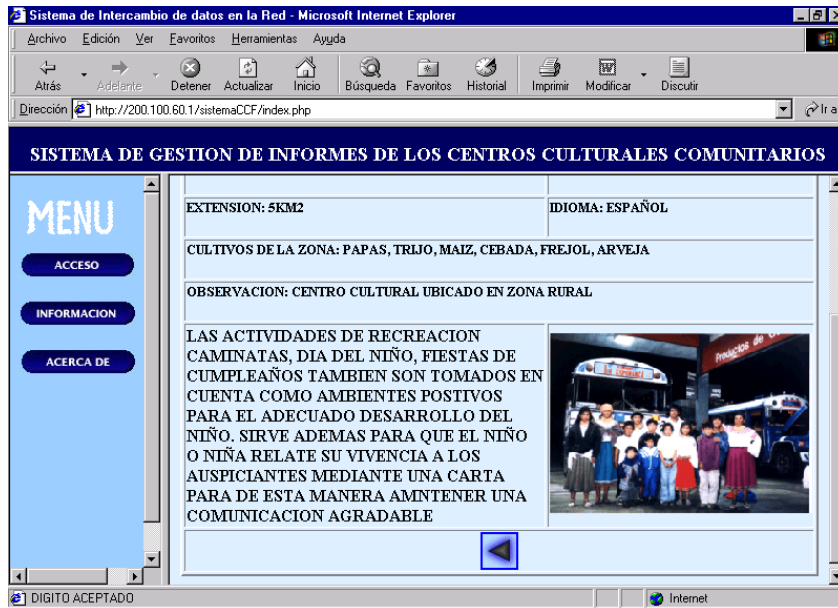 Sistema de Intercambio de datos en la Red - Microsoft Internet Explorer
Archivo Edición Ver Favoritos Herramientas Ayuda
Atrás Adelante Detener Actualizar Inicio Búsqueda Favoritos Historial Imprimir Modificar Discutir
Dirección http://200.100.60.1/sistemaCCF/index.php Ir a
SISTEMA DE GESTION DE INFORMES DE LOS CENTROS CULTURALES COMUNITARIOS
MENU
ACCESO
INFORMACION
ACERCA DE
EXTENSION: 5KM2 IDIOMA: ESPAÑOL
CULTIVOS DE LA ZONA: PAPAS, TRIJO, MAIZ, CEBADA, FREJOL, ARVEJA
OBSERVACION: CENTRO CULTURAL UBICADO EN ZONA RURAL
LAS ACTIVIDADES DE RECREACION
CAMINATAS, DIA DEL NIÑO, FIESTAS DE
CUMPLEAÑOS TAMBIEN SON TOMADOS EN
CUENTA COMO AMBIENTES POSTIVOS
PARA EL ADECUADO DESARROLLO DEL
NIÑO. SIRVE ADEMAS PARA QUE EL NIÑO
O NIÑA RELATE SU VIVENCIA A LOS
AUSPICIANTES MEDIANTE UNA CARTA
PARA DE ESTA MANERA AMNTENER UNA
COMUNICACION AGRADABLE
Productos de
DIGITO ACEPTADO Internet